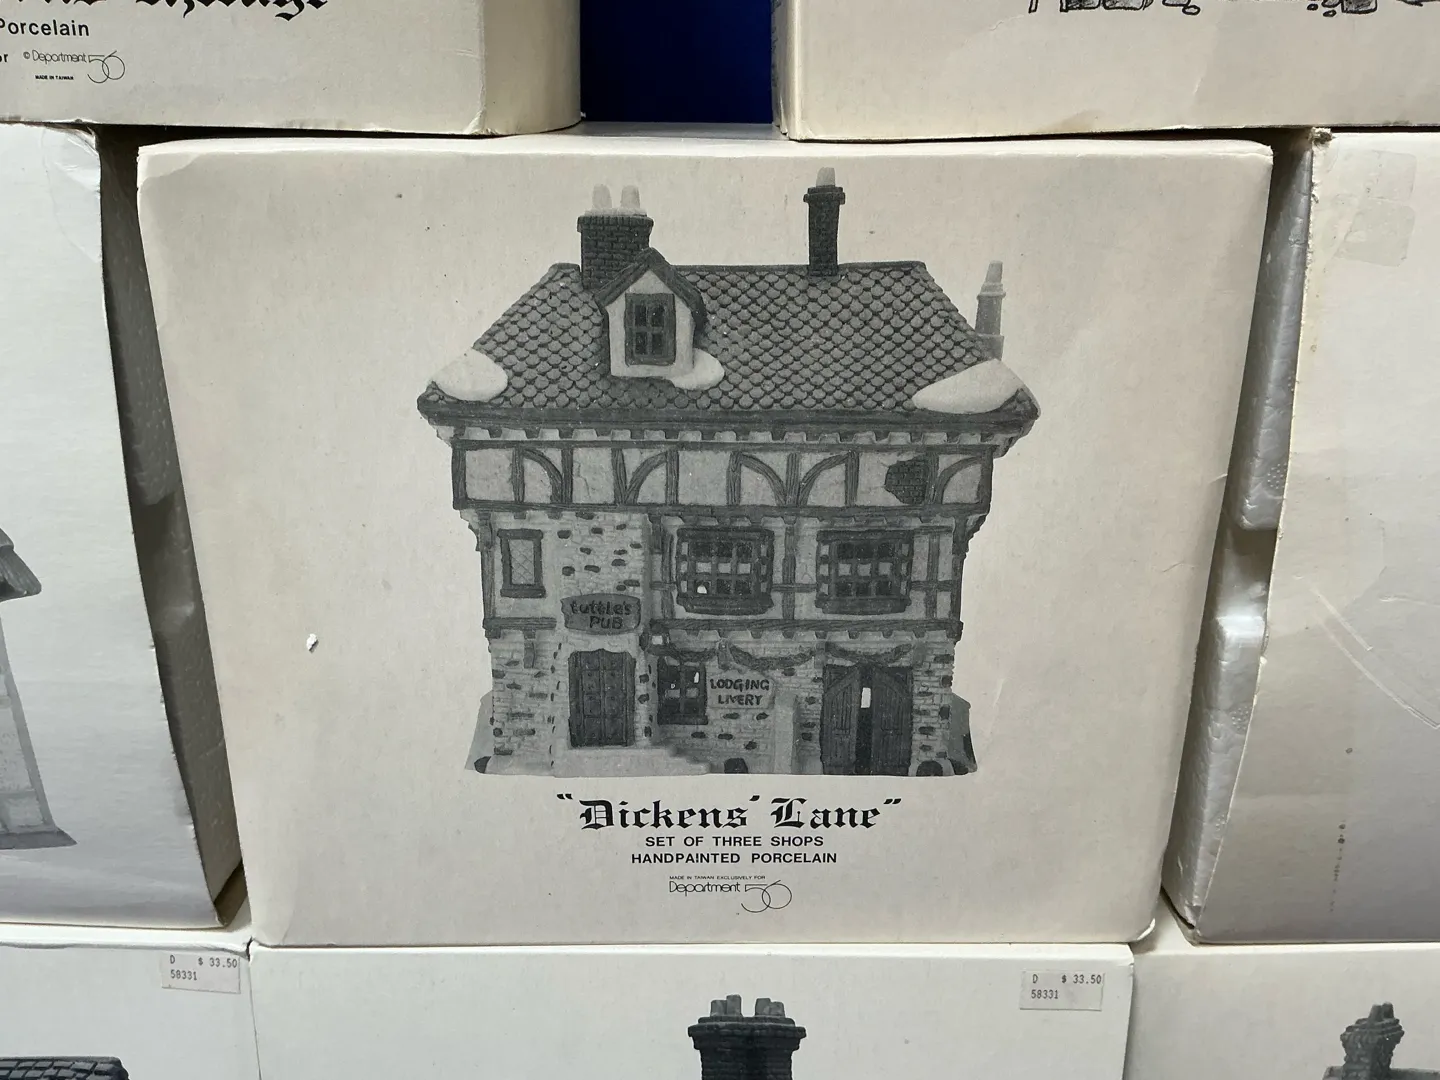 Porcelain
© Department 56
MADE IN TAIWAN
tuttle's
PUB
LODGING
LIVERY
"Dickens' Lane"
SET OF THREE SHOPS
HANDPAINTED PORCELAIN
MADE IN TAIWAN EXCLUSIVELY FOR
Department 56
D $ 33.50
58331
D $ 33.50
58331